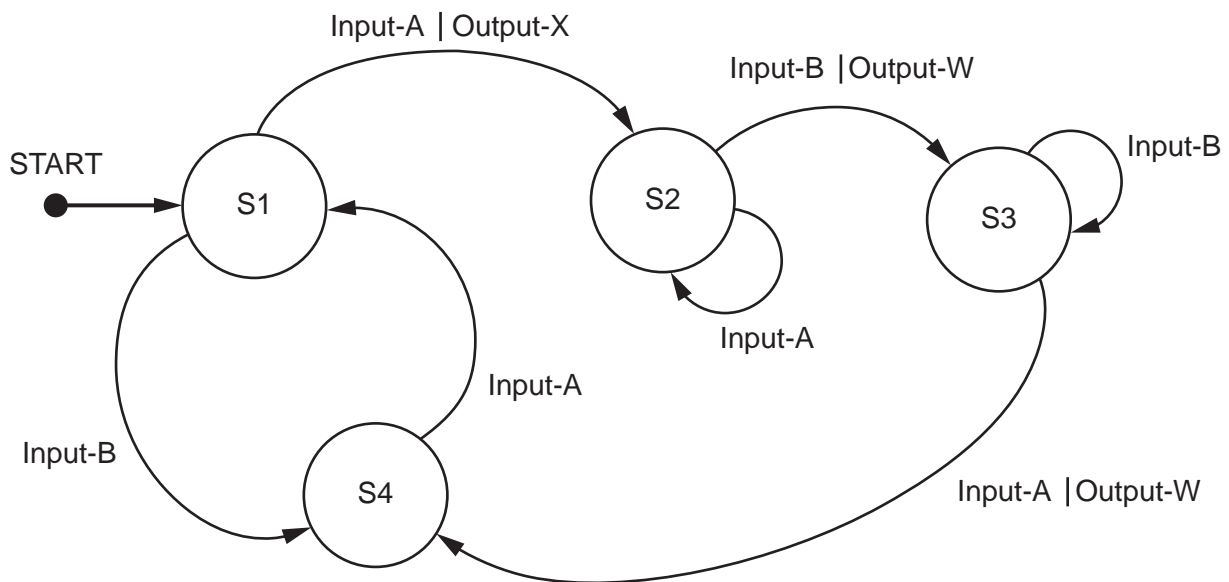 Input-A | Output-X
Input-B | Output-W
START
Input-B
S1
S2
S3
Input-A
Input-A
Input-B
S4
Input-A | Output-W